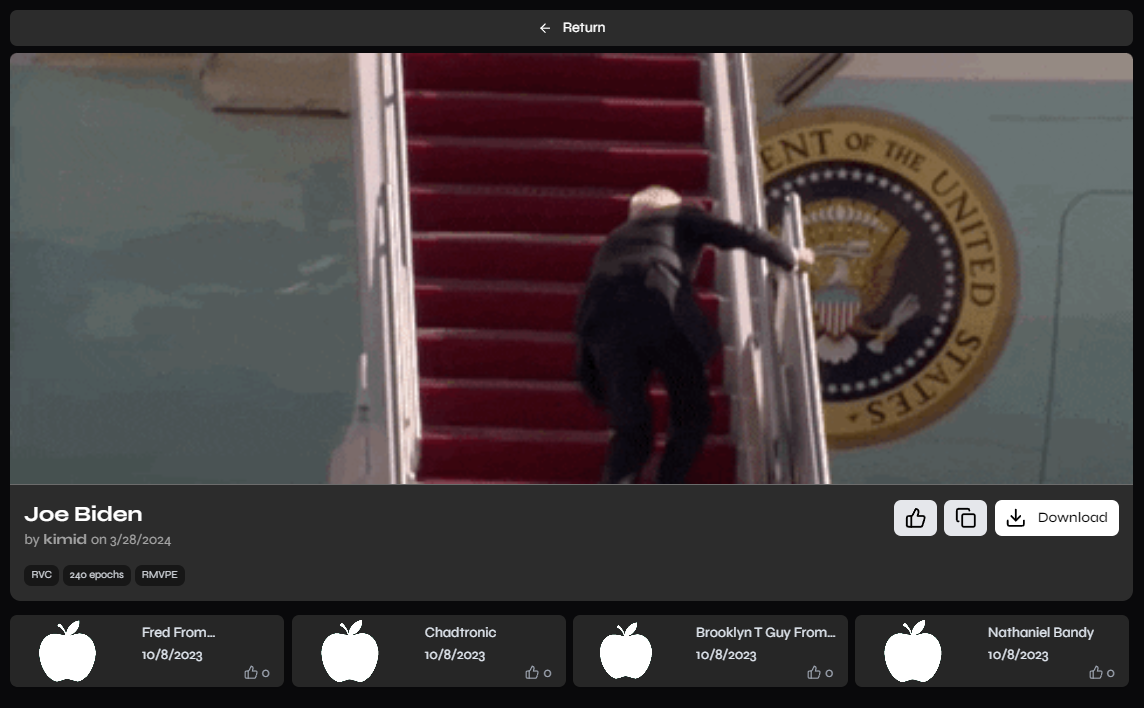 Return
ENT OF THE UNITED STATES
Joe Biden
by kimid on 3/28/2024
Download
RVC 240 epochs RMVPE
Fred From...
10/8/2023
0
Chadtronic
10/8/2023
0
Brooklyn T Guy From...
10/8/2023
0
Nathaniel Bandy
10/8/2023
0